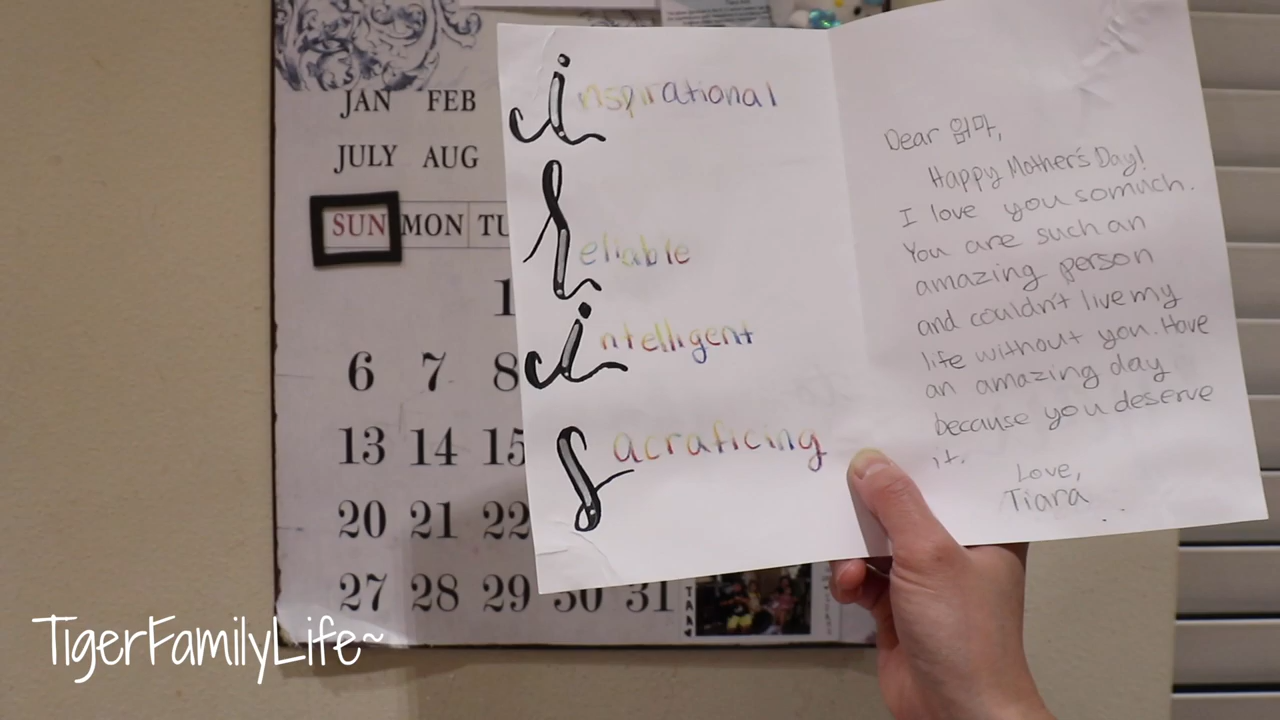 JAN FEB
JULY AUG
SUN MON TU
1
6 7 8
13 14 15
20 21 22
27 28 29 30 31
inspirational
Reliable
intelligent
Sacraficing
Dear 엄마,
Happy Mother's Day!
I love you so much.
You are such an
amazing person
and couldn't live my
life without you. Have
an amazing day
because you deserve
it.
Love,
Tiara
TigerFamilyLife~